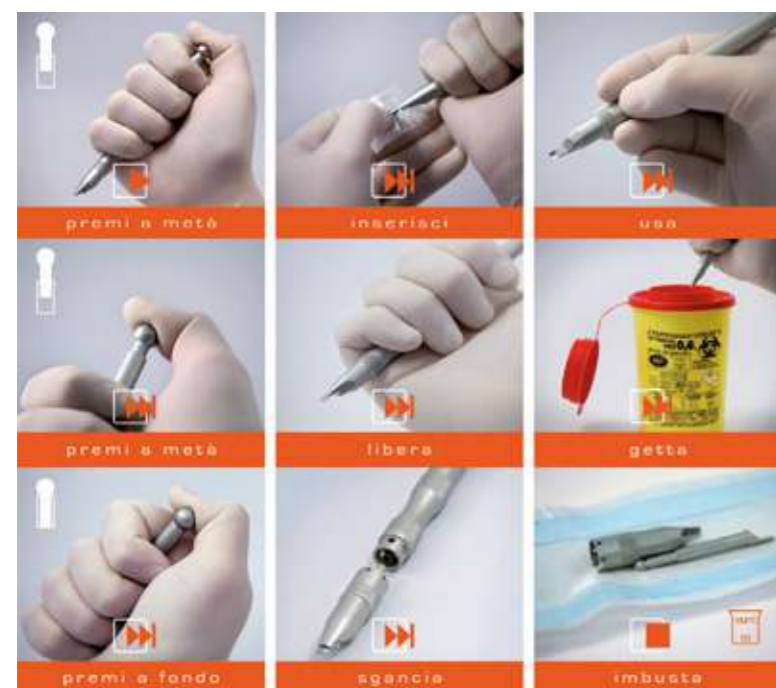 premi a metà
inserisci
usa
premi a metà
libera
getta
premi a fondo
sgancia
imbusta